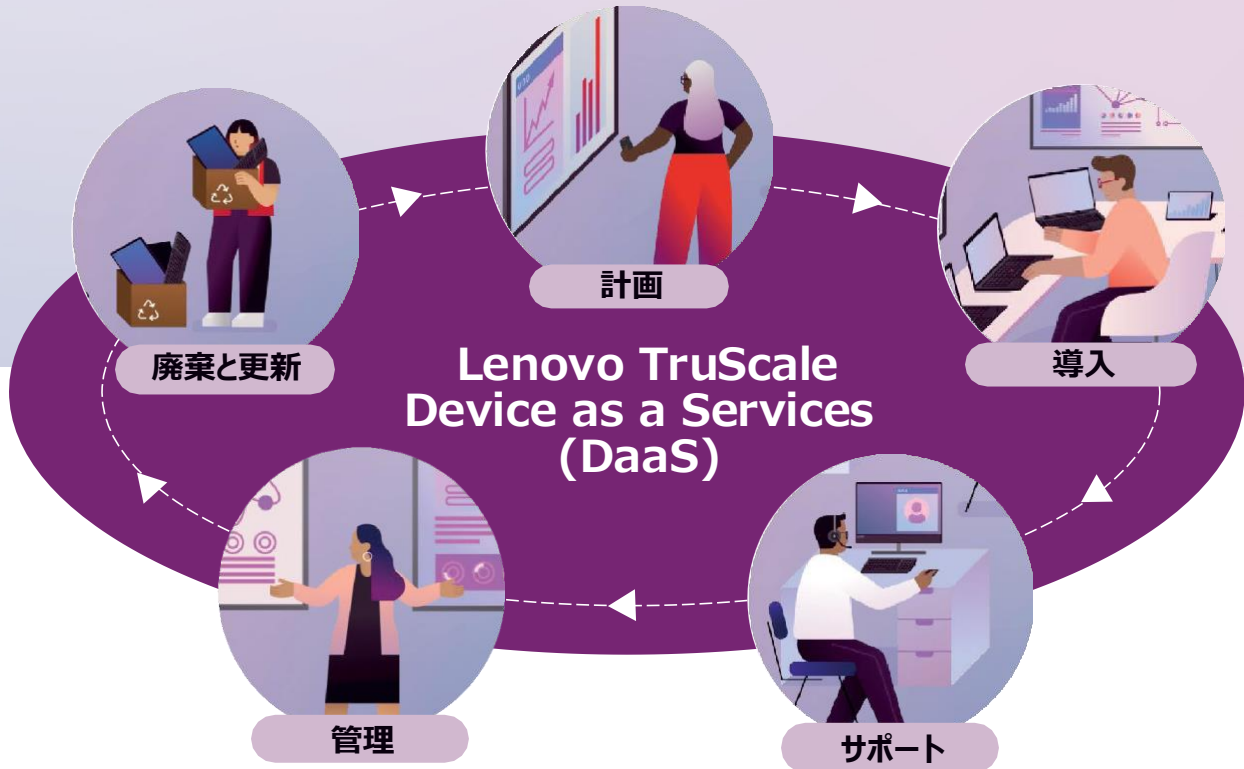 計画
廃棄と更新
導入
Lenovo TruScale
Device as a Services
(DaaS)
管理
サポート